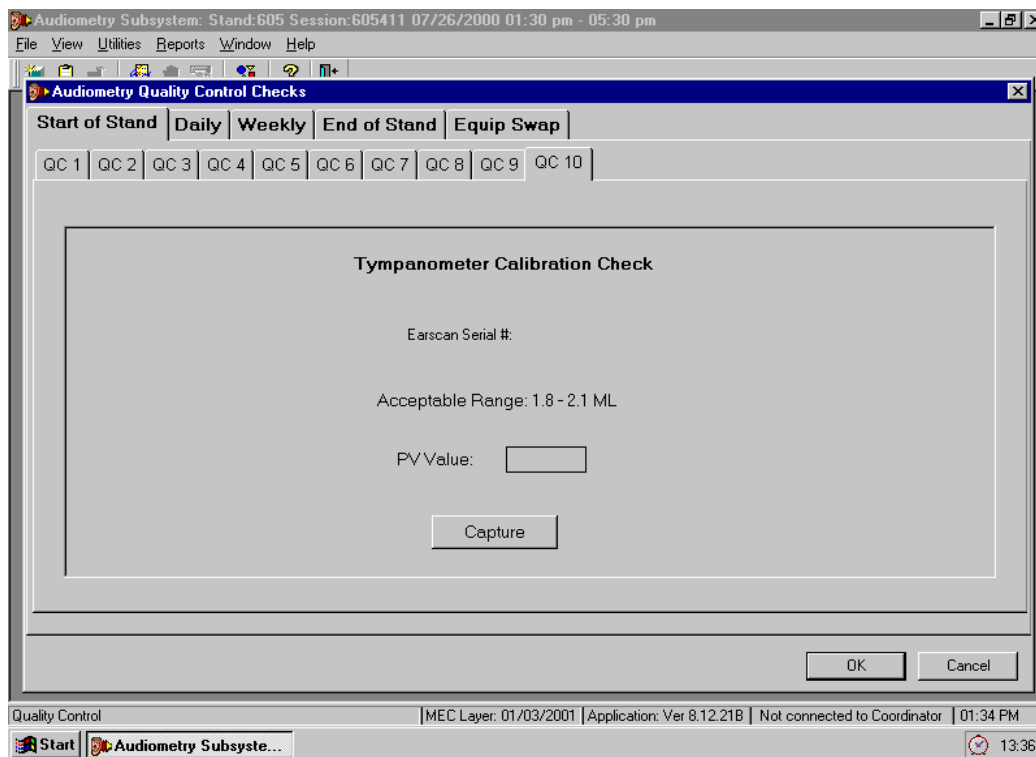 Audiometry Subsystem: Stand:605 Session:605411 07/26/2000 01:30 pm - 05:30 pm
File View Utilities Reports Window Help
Audiometry Quality Control Checks
Start of Stand Daily Weekly End of Stand Equip Swap
QC 1 QC 2 QC 3 QC 4 QC 5 QC 6 QC 7 QC 8 QC 9 QC 10
Tympanometer Calibration Check
Earscan Serial #:
Acceptable Range: 1.8 - 2.1 ML
PV Value:
Capture
OK Cancel
Quality Control MEC Layer: 01/03/2001 Application: Ver 8.12.21B Not connected to Coordinator 01:34 PM
Start Audiometry Subsyste... 13:36